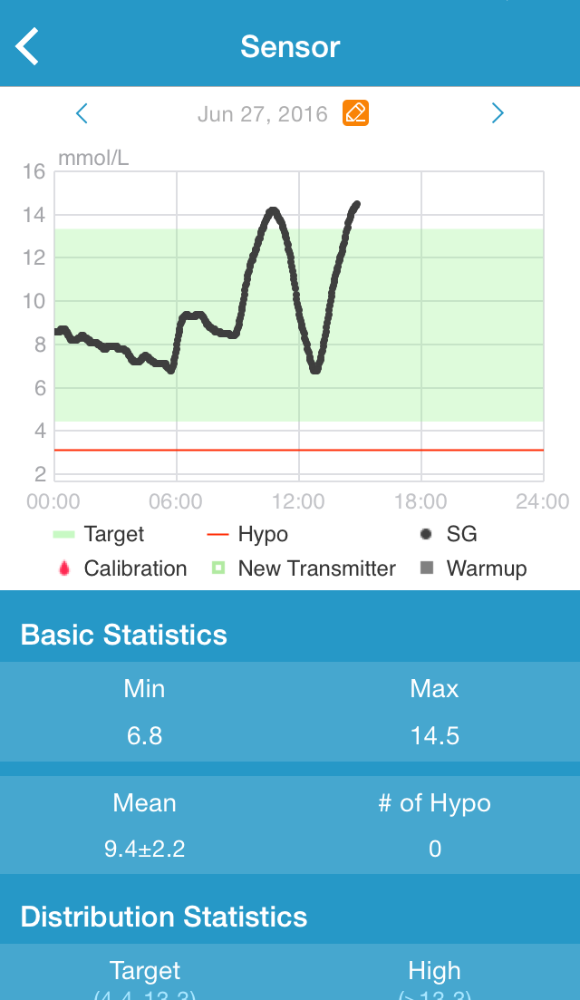 Sensor
Jun 27, 2016
mmol/L
16
14
12
10
8
6
4
2
00:00 06:00 12:00 18:00 24:00
Target Hypo SG
Calibration New Transmitter Warmup
Basic Statistics
Min Max
6.8 14.5
Mean # of Hypo
9.4±2.2 0
Distribution Statistics
Target High
(4.4-13.3) (>13.3)